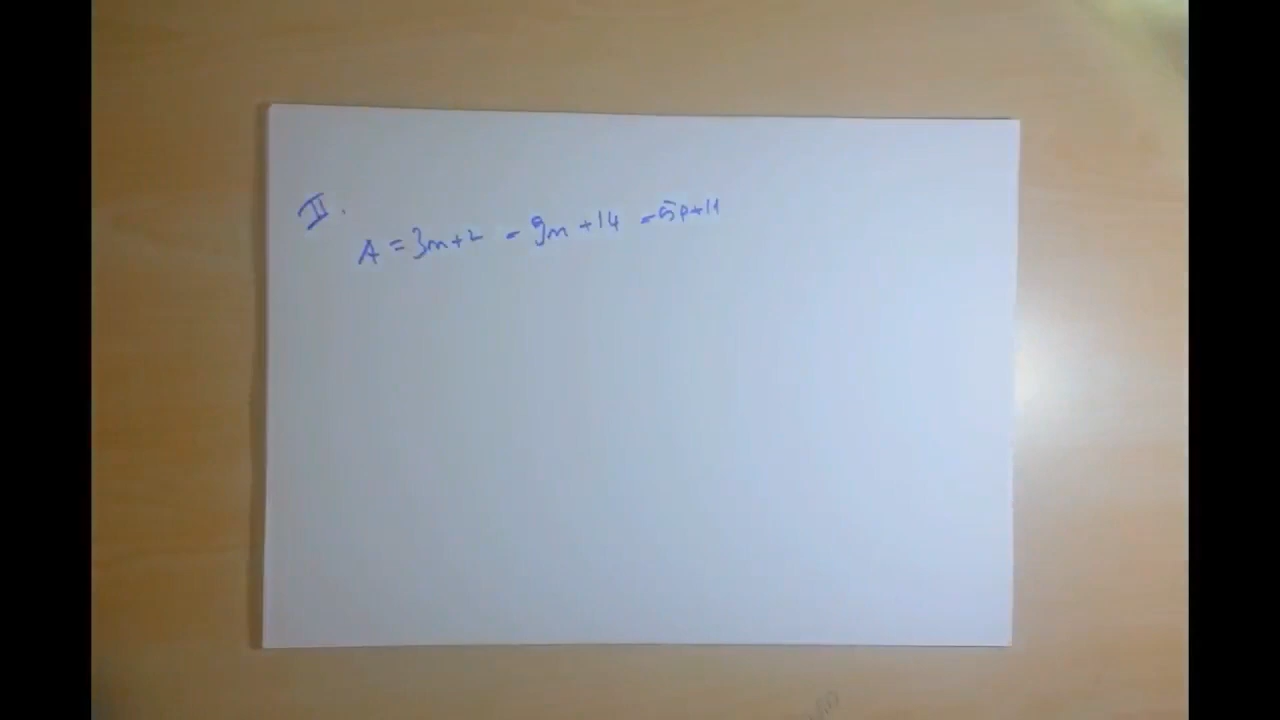 II.
A = 3m+2 - 9m +14 - 5p+11